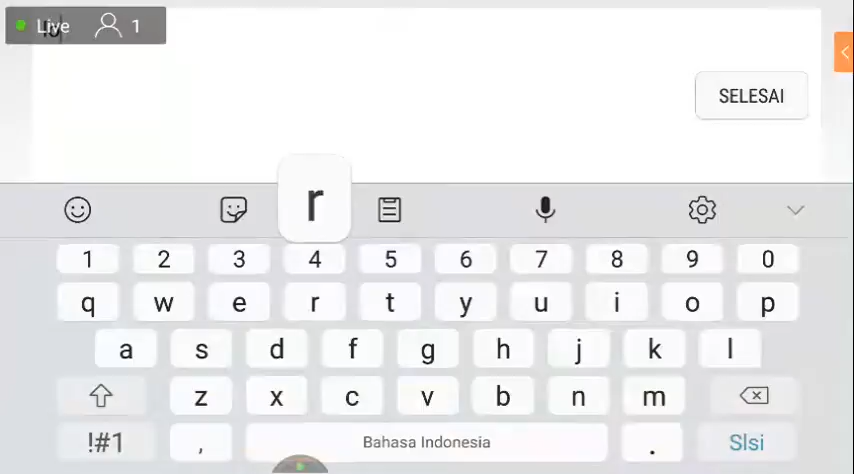 Live 1
SELESAI
r
1 2 3 4 5 6 7 8 9 0
q w e r t y u i o p
a s d f g h j k l
z x c v b n m
!#1 , Bahasa Indonesia . Slsi